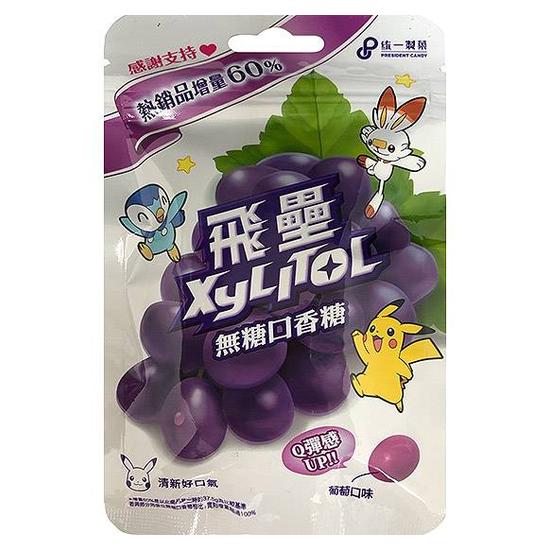 統一製菓
PRESIDENT CANDY
感謝支持
熱銷品增量60%
飛壘
XyLITOL
無糖口香糖
Q彈感
UP!!
清新好口氣
葡萄口味